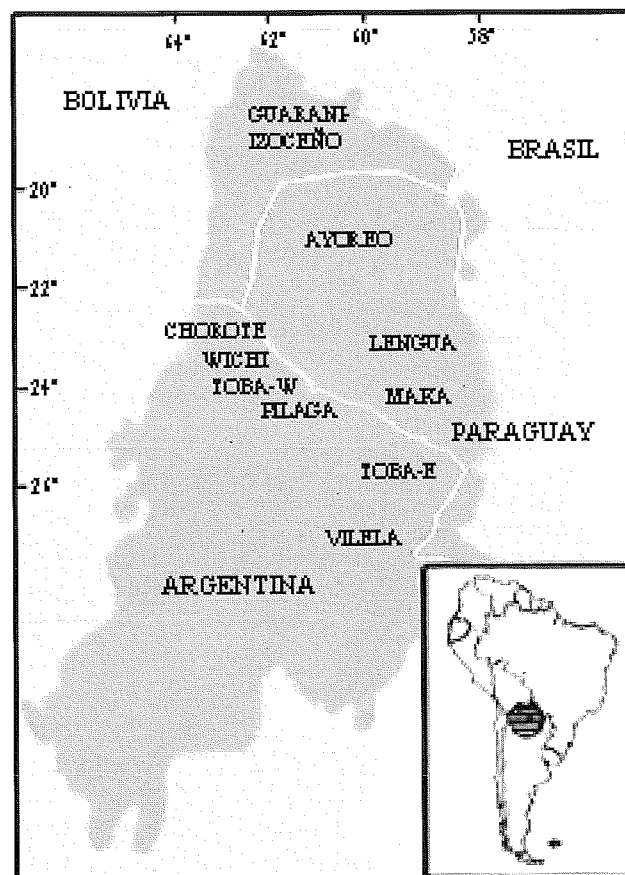 64° 62° 60° 58°
BOLIVIA
GUARANI-
IZOCEÑO
BRASIL
20°
AYOREO
22°
CHOROTE
LENGUA
WICHI
24°
TOBA-W
MAKA
PILAGA
PARAGUAY
TOBA-E
26°
VILELA
ARGENTINA